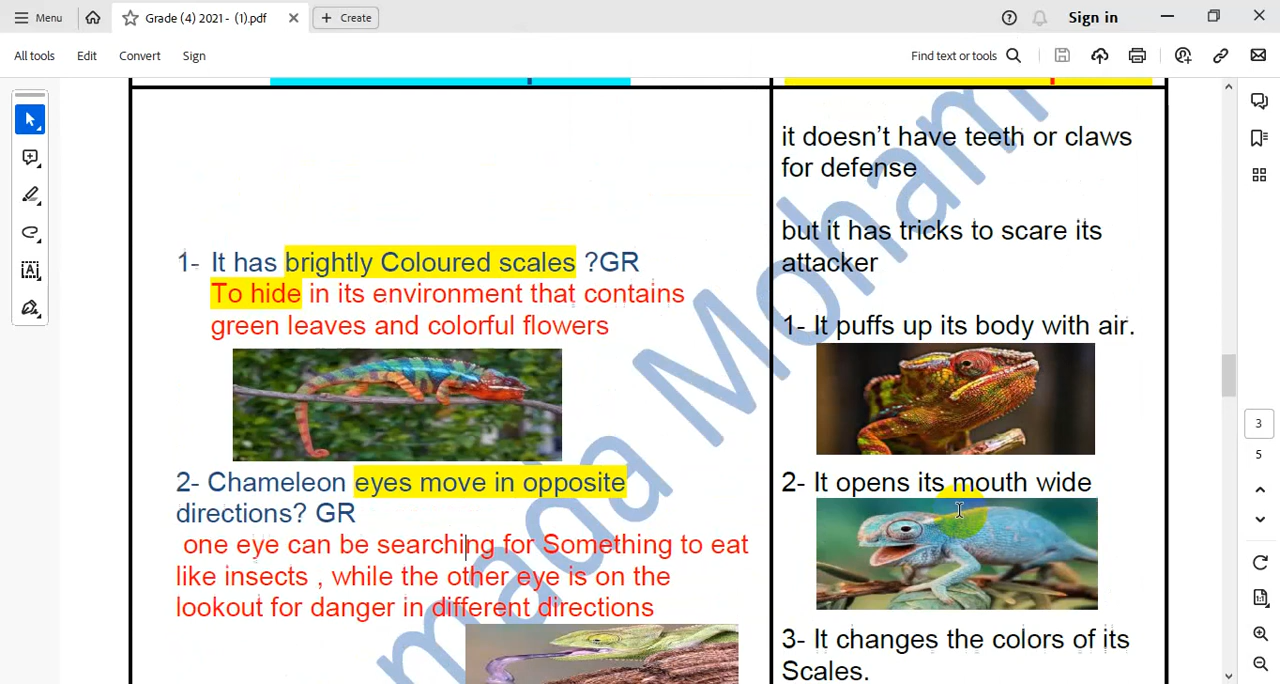 Menu
Grade (4) 2021 - (1).pdf
Create
Sign in
All tools
Edit
Convert
Sign
Find text or tools
1- It has brightly Coloured scales ?GR
To hide in its environment that contains
green leaves and colorful flowers
2- Chameleon eyes move in opposite
directions? GR
one eye can be searching for Something to eat
like insects , while the other eye is on the
lookout for danger in different directions
it doesn’t have teeth or claws
for defense
but it has tricks to scare its
attacker
1- It puffs up its body with air.
2- It opens its mouth wide
3- It changes the colors of its
Scales.
mada Moham
3
5